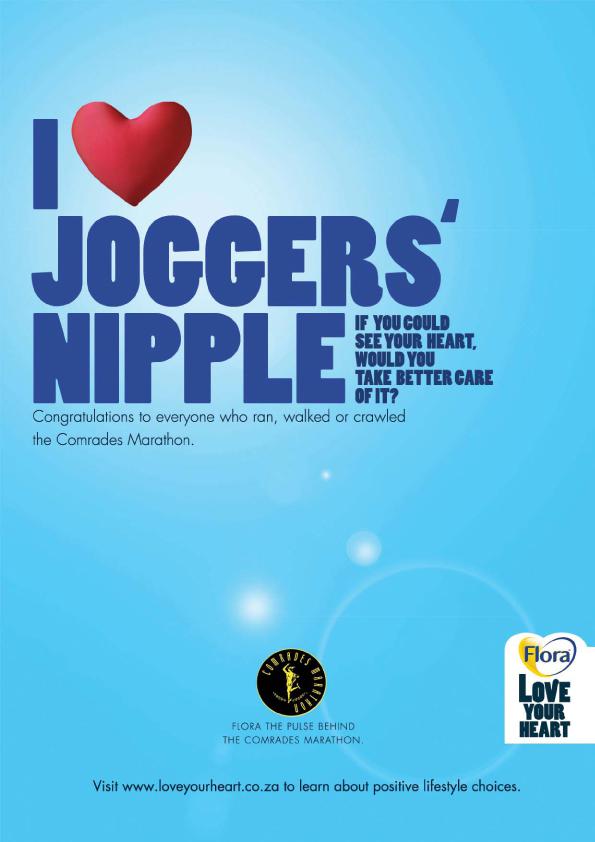 I
JOGGERS'
NIPPLE
IF YOU COULD
SEE YOUR HEART,
WOULD YOU
TAKE BETTER CARE
OF IT?
Congratulations to everyone who ran, walked or crawled
the Comrades Marathon.
COMRADES MARATHON
FLORA THE PULSE BEHIND
THE COMRADES MARATHON.
Flora
LOVE
YOUR
HEART
Visit www.loveyourheart.co.za to learn about positive lifestyle choices.